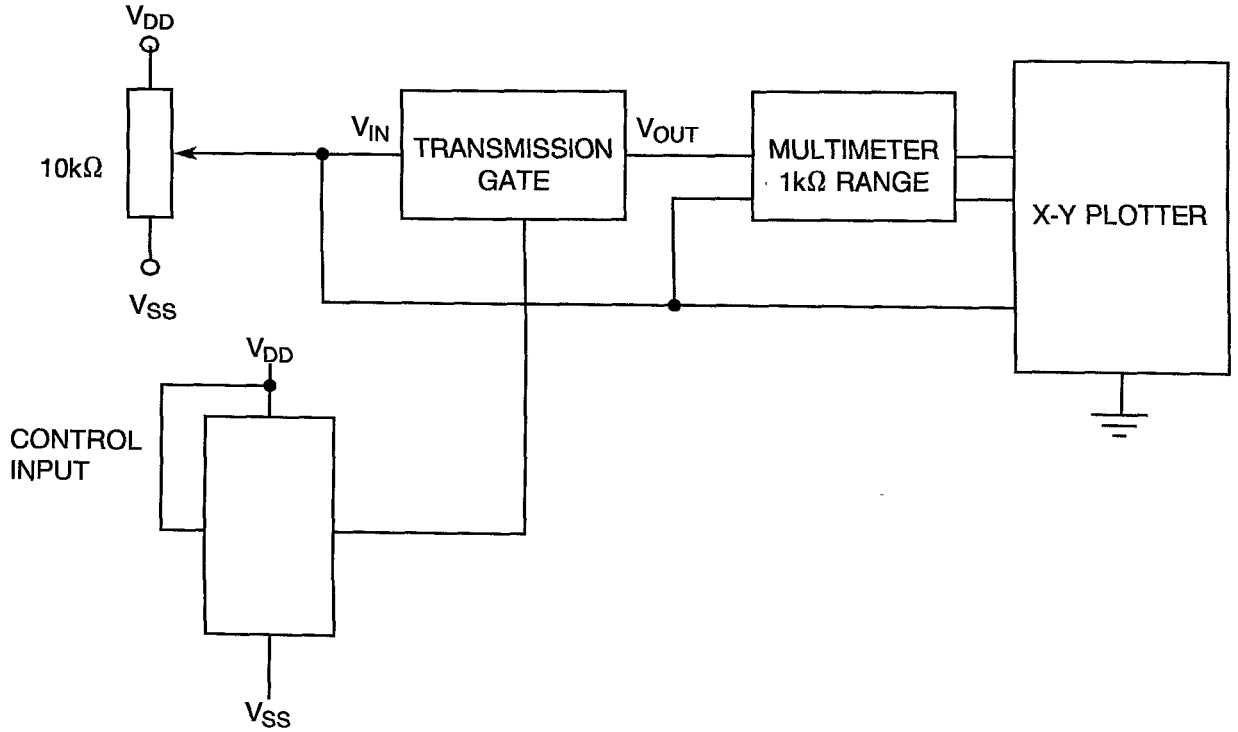 VDD
10kΩ
VSS
VIN
TRANSMISSION
GATE
VOUT
MULTIMETER
1kΩ RANGE
X-Y PLOTTER
VDD
CONTROL
INPUT
VSS